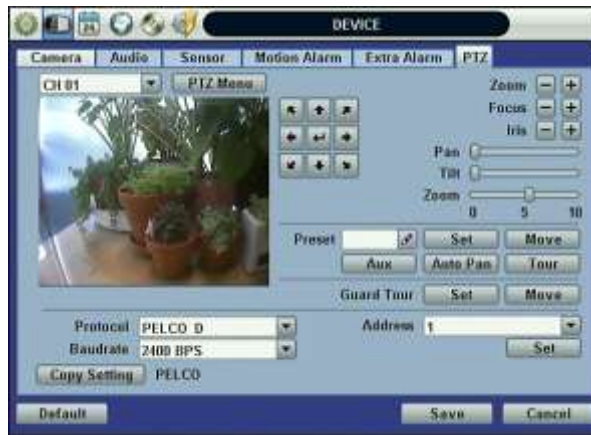 DEVICE
Camera Audio Sensor Motion Alarm Extra Alarm PTZ
CH 01 PTZ Menu Zoom - +
Focus - +
Iris - +
Pan
Tilt
Zoom
0 5 10
Preset Set Move
Aux Auto Pan Tour
Guard Tour Set Move
Protocol PELCO D Address 1
Baudrate 2400 BPS Set
Copy Setting PELCO
Default Save Cancel